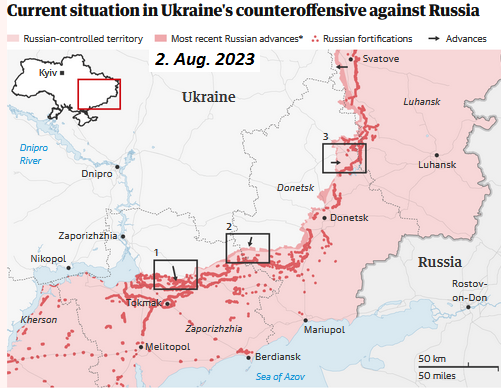 Current situation in Ukraine's counteroffensive against Russia
Russian-controlled territory
Most recent Russian advances*
Russian fortifications
Advances
2. Aug. 2023
Svatove
Kyiv
Ukraine
Luhansk
Dnipro
River
3
Luhansk
Dnipro
Donetsk
Donetsk
Zaporizhzhia
2
1
Nikopol
Russia
Rostov-
on-Don
Tokmak
Kherson
Zaporizhzhia
Mariupol
Melitopol
Berdiansk
50 km
50 miles
Sea of Azov